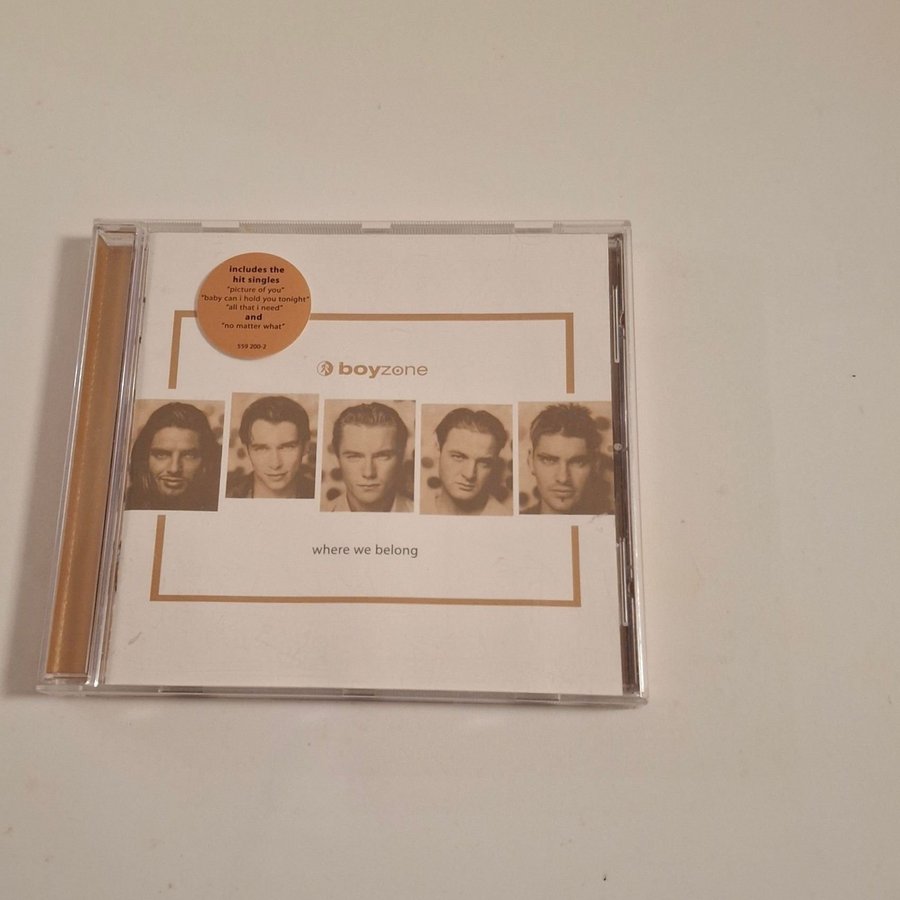 includes the
hit singles
"picture of you"
"baby can i hold you tonight"
"all that i need"
and
"no matter what"
559 200-2
boyzone
where we belong